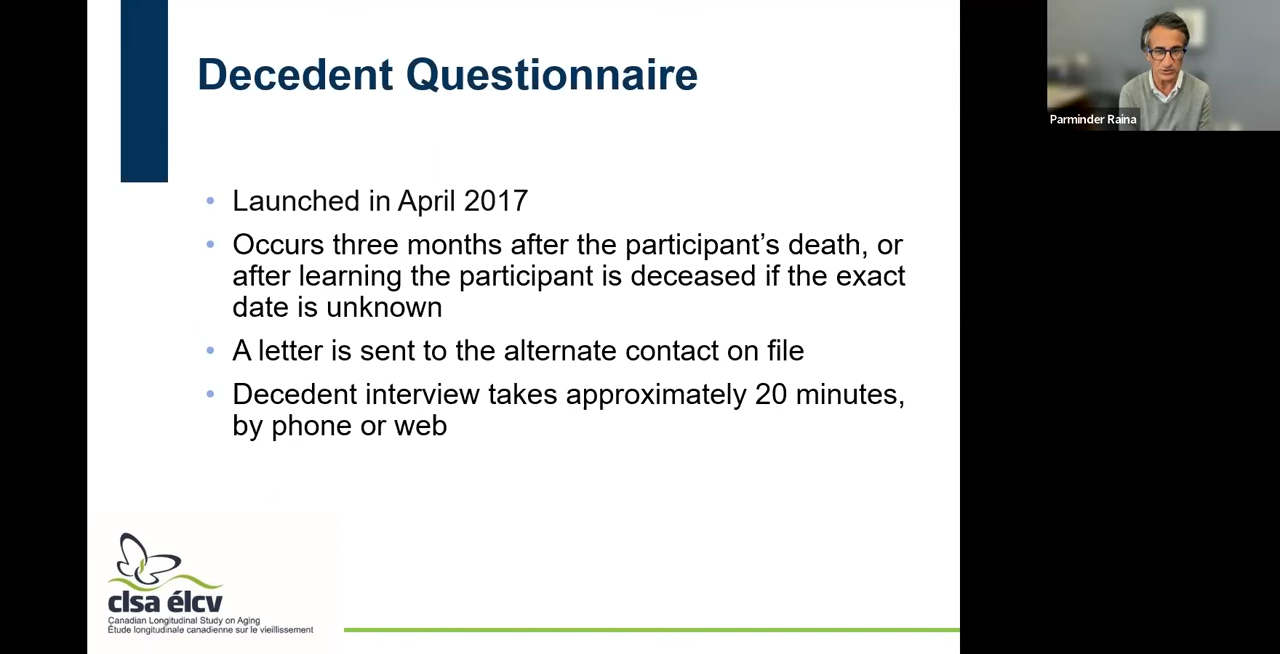 Decedent Questionnaire
Parminder Raina
• Launched in April 2017
• Occurs three months after the participant’s death, or
after learning the participant is deceased if the exact
date is unknown
• A letter is sent to the alternate contact on file
• Decedent interview takes approximately 20 minutes,
by phone or web
clsa élcv
Canadian Longitudinal Study on Aging
Étude longitudinale canadienne sur le vieillissement